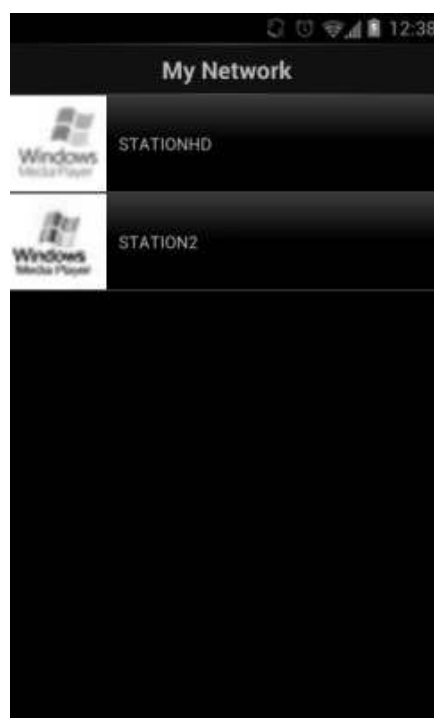 12:38
My Network
Windows
Media Player
STATIONHD
Windows
Media Player
STATION2